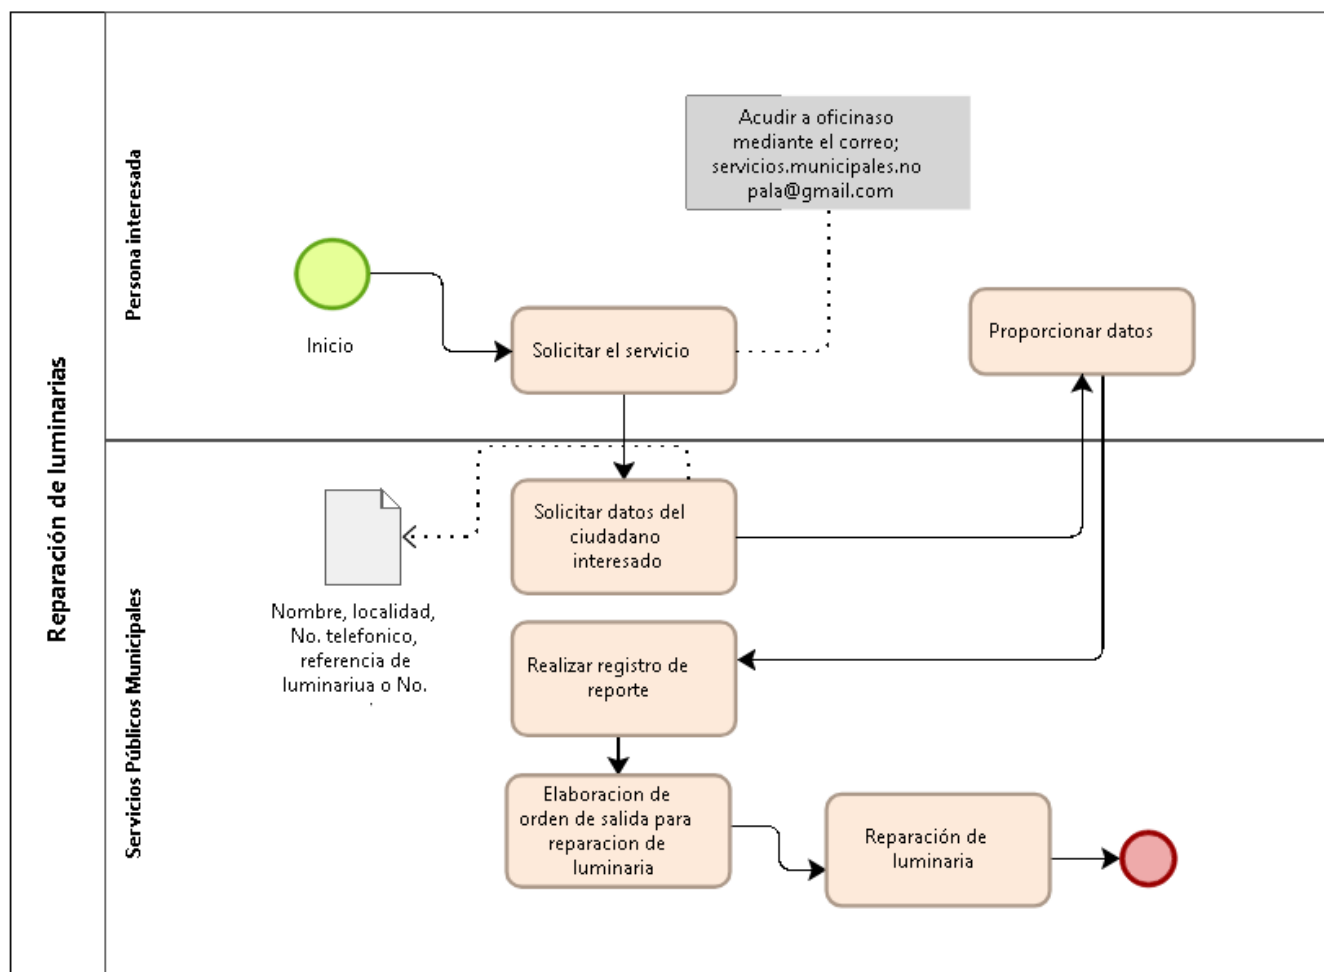 Reparación de luminarias
Persona interesada
Acudir a oficinaso
mediante el correo;
servicios.municipales.no
pala@gmail.com
Inicio
Solicitar el servicio
Proporcionar datos
Servicios Públicos Municipales
Solicitar datos del
ciudadano
interesado
Nombre, localidad,
No. telefonico,
referencia de
luminariua o No.
Realizar registro de
reporte
Elaboracion de
orden de salida para
reparacion de
luminaria
Reparación de
luminaria